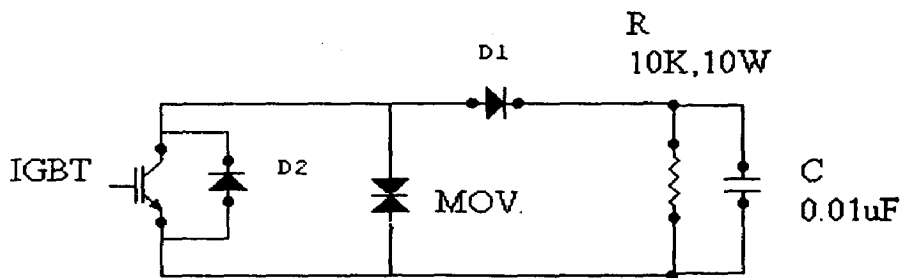 R
10K,10W
D1
IGBT
D2
MOV.
C
0.01uF